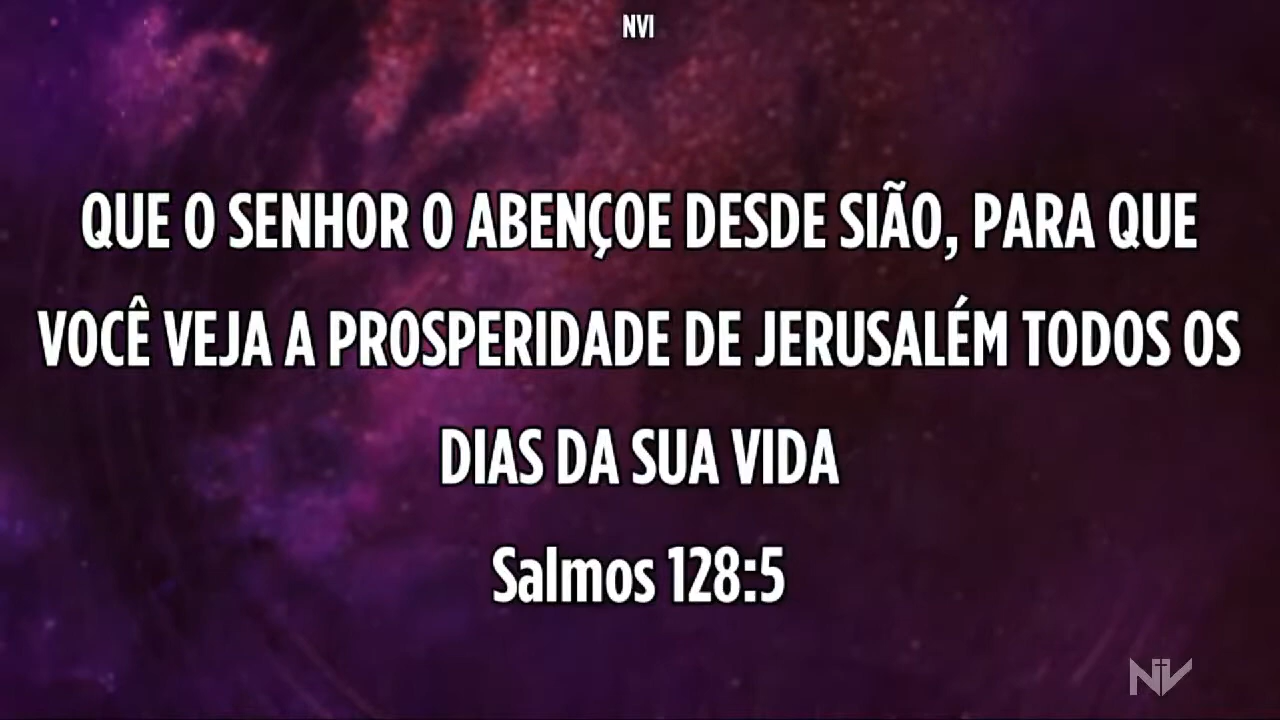 NVI
QUE O SENHOR O ABENÇOE DESDE SIÃO, PARA QUE
VOCÊ VEJA A PROSPERIDADE DE JERUSALÉM TODOS OS
DIAS DA SUA VIDA
Salmos 128:5
NV